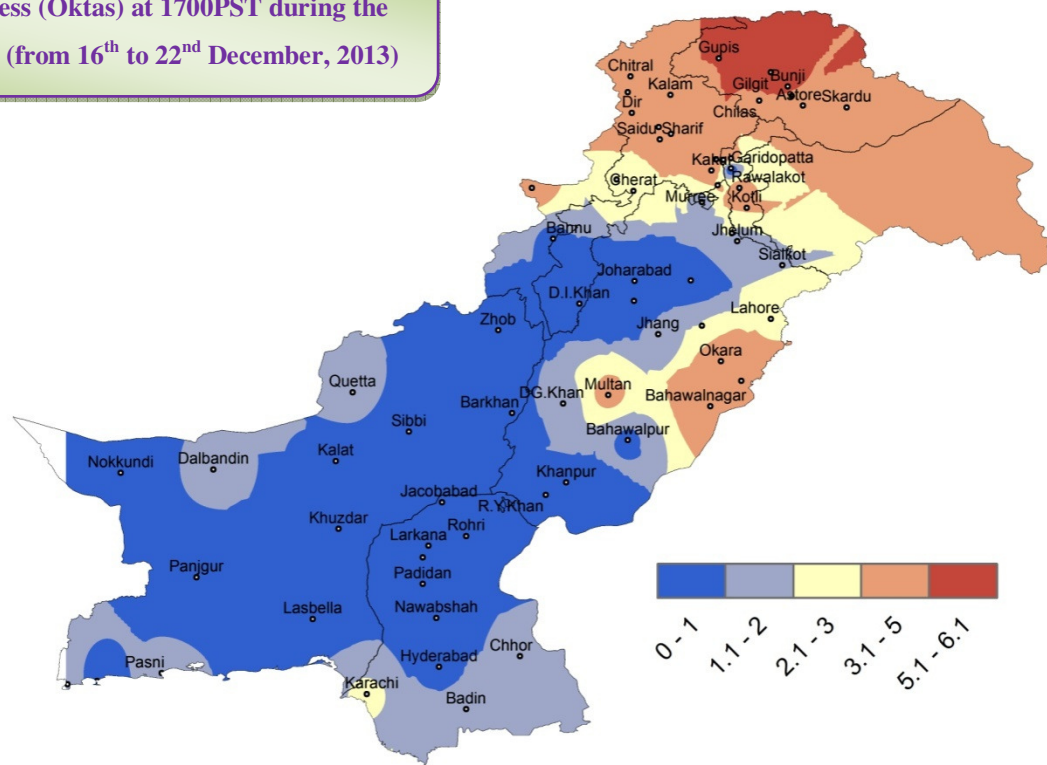 ess (Oktas) at 1700PST during the
(from 16th to 22nd December, 2013)
Gupis
Chitral
Kalam
Gilgit
Bunji
Dir
Astore
Skardu
Chilas
Saidu Sharif
Kakul
Garidopatta
Rawalakot
Cherat
Murree
Kotli
Bannu
Jhelum
Sialkot
Joharabad
D.I.Khan
Lahore
Zhob
Jhang
Okara
Quetta
DG.Khan
Multan
Barkhan
Bahawalnagar
Sibbi
Bahawalpur
Kalat
Nokkundi
Dalbandin
Khanpur
Jacobabad
R.Y.Khan
Khuzdar
Rohri
Larkana
Panjgur
Padidan
Lasbella
Nawabshah
Chhor
Pasni
Hyderabad
Karachi
Badin
0 - 1
1.1 - 2
2.1 - 3
3.1 - 5
5.1 - 6.1